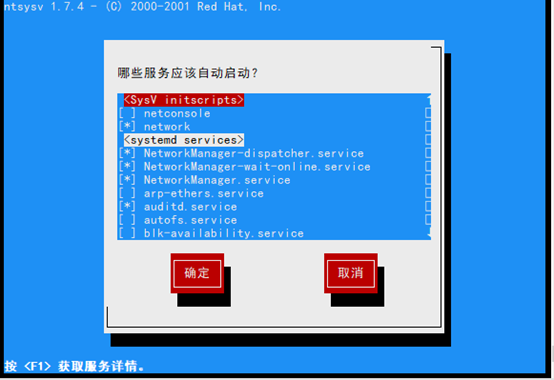 ntsysv 1.7.4 - (C) 2000-2001 Red Hat, Inc.
哪些服务应该自动启动?
<SysV initscripts>
[ ] netconsole
[*] network
<systemd services>
[*] NetworkManager-dispatcher.service
[*] NetworkManager-wait-online.service
[*] NetworkManager.service
[ ] arp-ethers.service
[*] auditd.service
[ ] autofs.service
[ ] blk-availability.service
确定 取消
按 <F1> 获取服务详情。